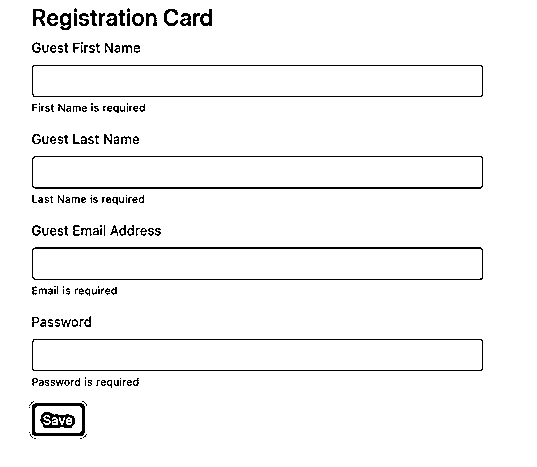 Registration Card
Guest First Name
First Name is required
Guest Last Name
Last Name is required
Guest Email Address
Email is required
Password
Password is required
Save